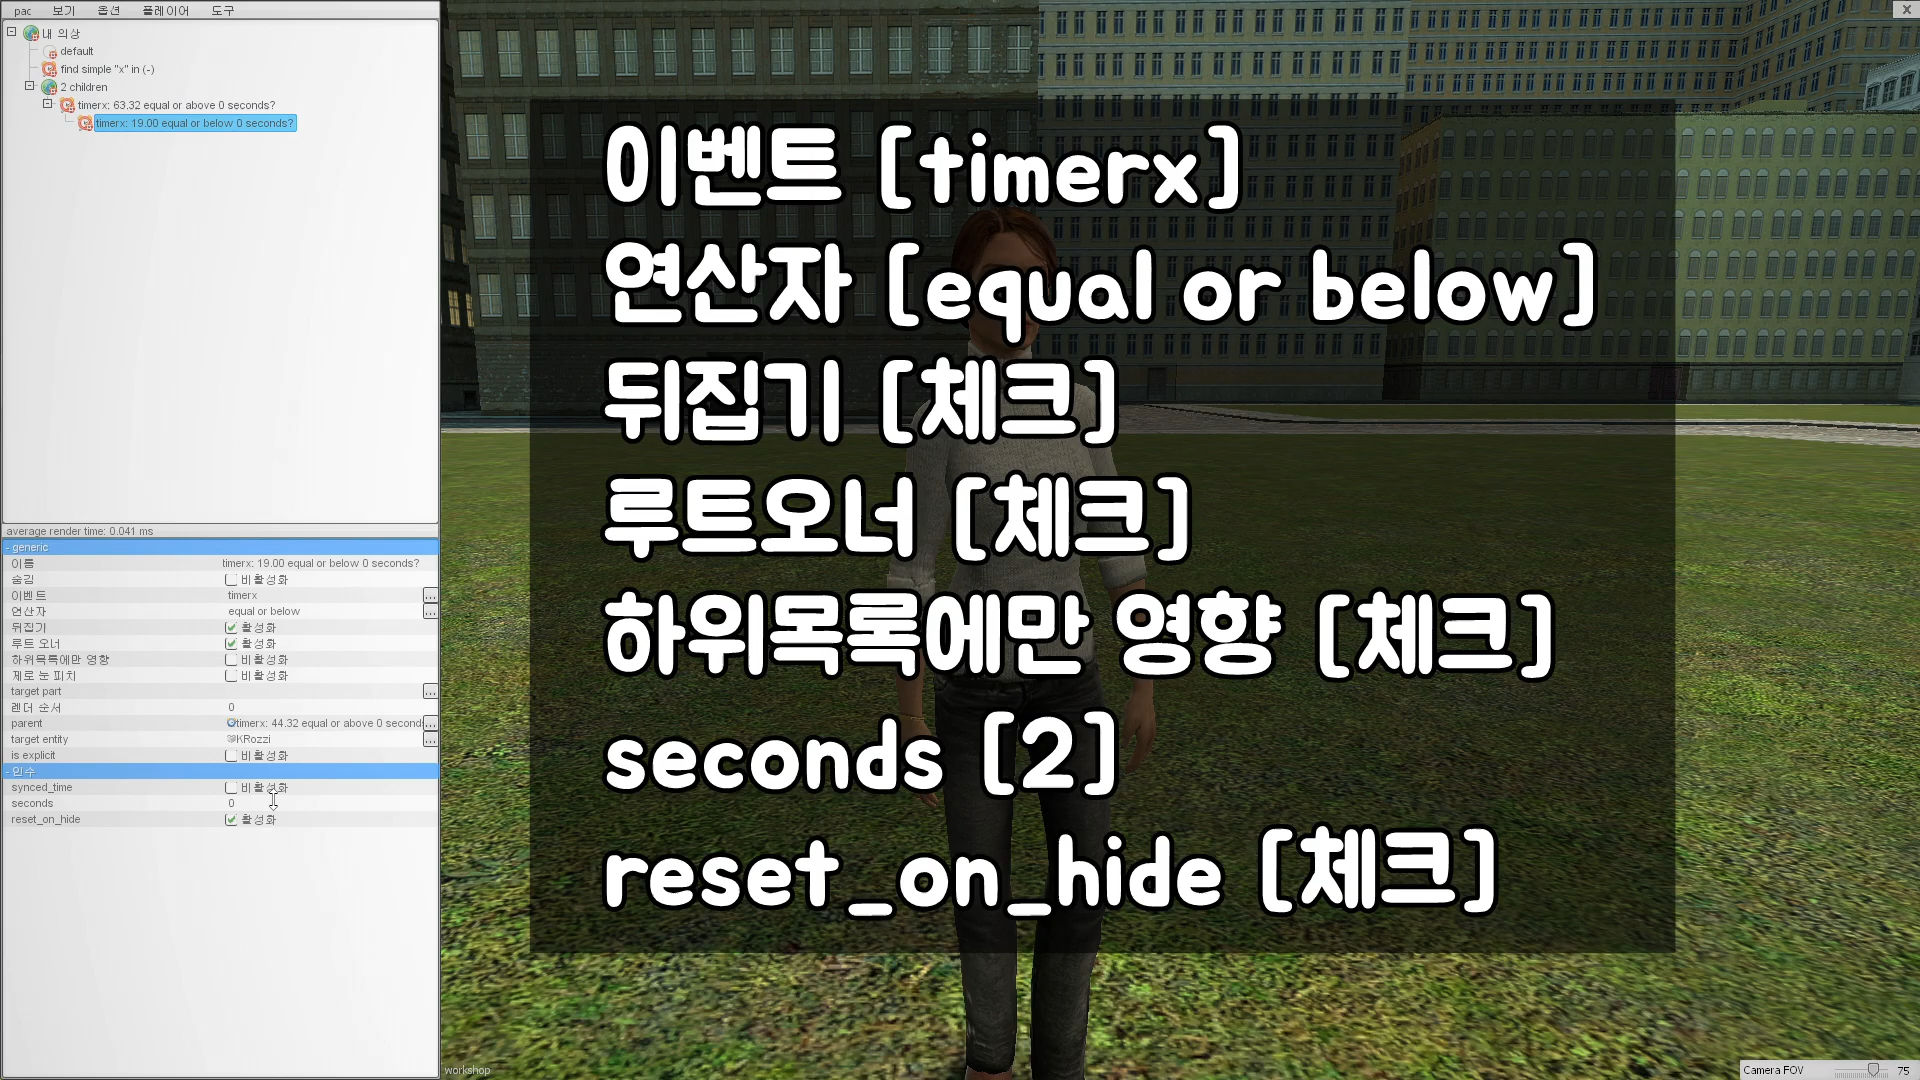 pac 보기 옵션 플레이어 도구
내 의상
default
find simple "x" in (-)
2 children
timerx: 63.32 equal or above 0 seconds?
timerx: 19.00 equal or below 0 seconds?
average render time: 0.041 ms
- generic
이름 timerx: 19.00 equal or below 0 seconds?
숨김 비활성화
이벤트 timerx ...
연산자 equal or below ...
뒤집기 활성화
루트 오너 활성화
하위목록에만 영향 비활성화
제로 눈 피치 비활성화
target part ...
렌더 순서 0
parent timerx: 44.32 equal or above 0 second ...
target entity KRozzi ...
is explicit 비활성화
- 인수
synced_time 비활성화
seconds 0
reset_on_hide 활성화
이벤트 [timerx]
연산자 [equal or below]
뒤집기 [체크]
루트오너 [체크]
하위목록에만 영향 [체크]
seconds [2]
reset_on_hide [체크]
workshop
Camera FOV 75